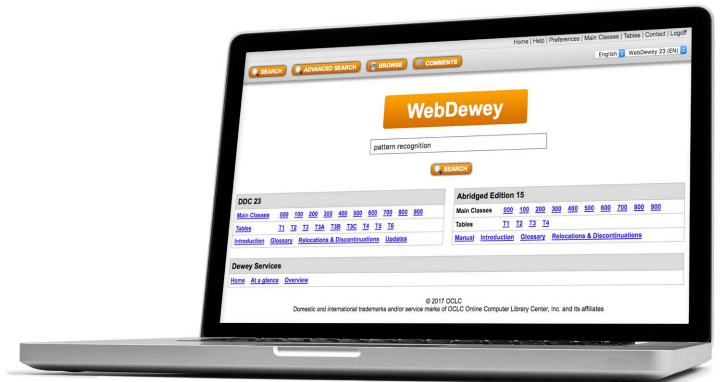 Home | Help | Preferences | Main Classes | Tables | Contact | Logoff
SEARCH ADVANCED SEARCH BROWSE COMMENTS English WebDewey 23 (EN)
WebDewey
pattern recognition
SEARCH
DDC 23
Main Classes 000 100 200 300 400 500 600 700 800 900
Tables T1 T2 T3 T3A T3B T3C T4 T5 T6
Introduction Glossary Relocations & Discontinuations Updates
Abridged Edition 15
Main Classes 000 100 200 300 400 500 600 700 800 900
Tables T1 T2 T3 T4
Manual Introduction Glossary Relocations & Discontinuations
Dewey Services
Home At a glance Overview
© 2017 OCLC
Domestic and international trademarks and/or service marks of OCLC Online Computer Library Center, Inc. and its affiliates